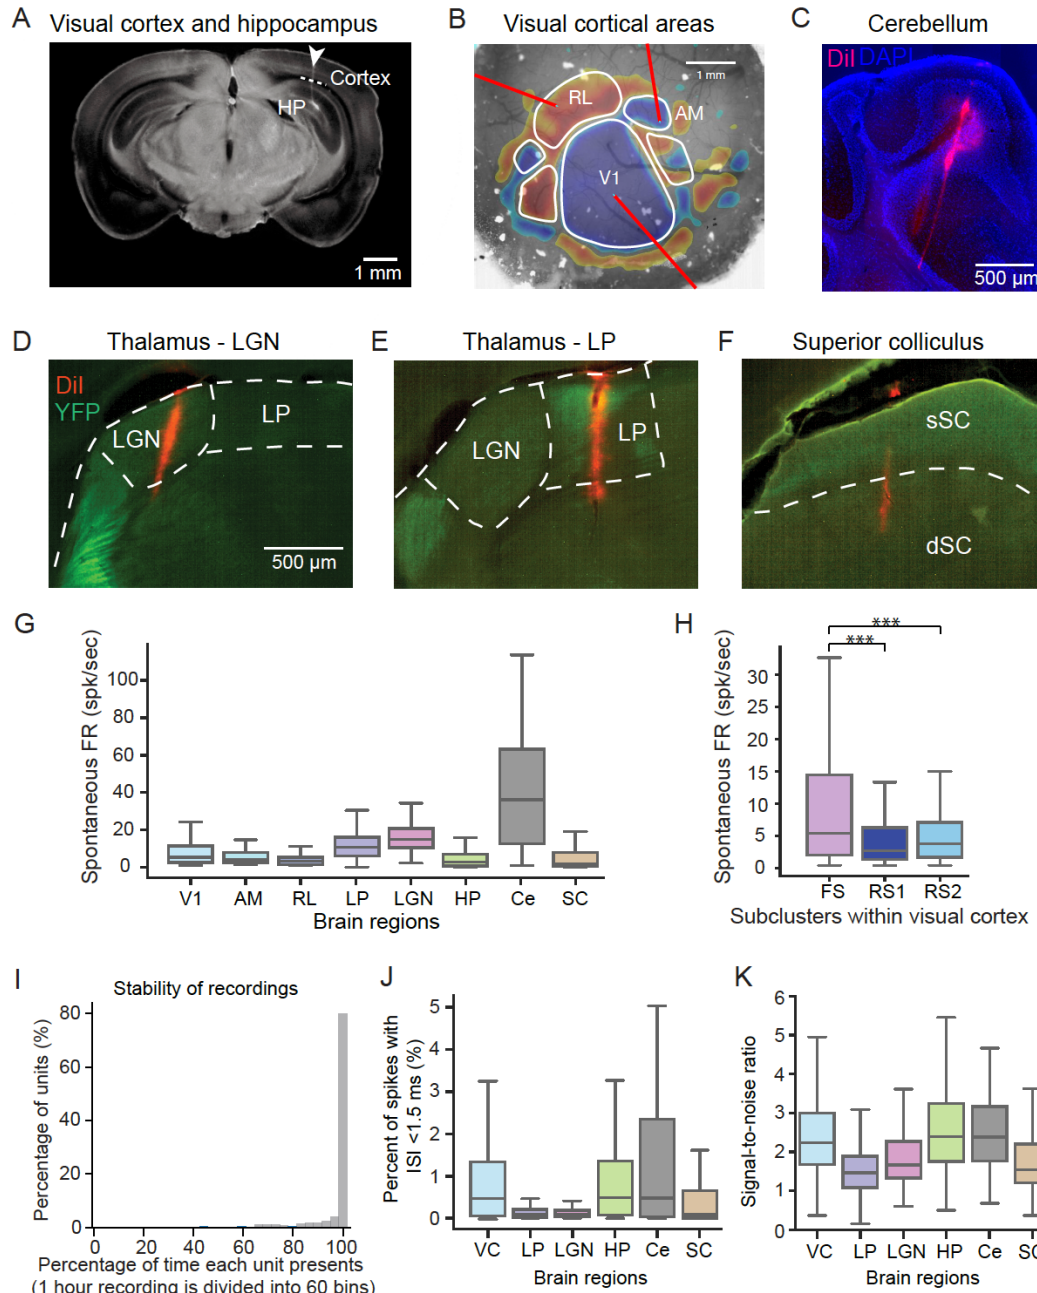 A Visual cortex and hippocampus
Cortex
HP
1 mm
B Visual cortical areas
1 mm
RL
AM
V1
C Cerebellum
DiI DAPI
500 µm
D Thalamus - LGN
DiI
YFP
LGN
LP
500 µm
E Thalamus - LP
LGN
LP
F Superior colliculus
sSC
dSC
G
Spontaneous FR (spk/sec)
100
80
60
40
20
0
V1 AM RL LP LGN HP Ce SC
Brain regions
H
Spontaneous FR (spk/sec)
***
***
30
25
15
10
5
0
FS RS1 RS2
Subclusters within visual cortex
I
Stability of recordings
Percentage of units (%)
80
60
40
20
0
0 20 40 60 80 100
Percentage of time each unit presents
(1 hour recording is divided into 60 bins)
J
Percent of spikes with
ISI <1.5 ms (%)
5
4
3
2
1
0
VC LP LGN HP Ce SC
Brain regions
K
Signal-to-noise ratio
6
5
4
3
2
1
0
VC LP LGN HP Ce SC
Brain regions